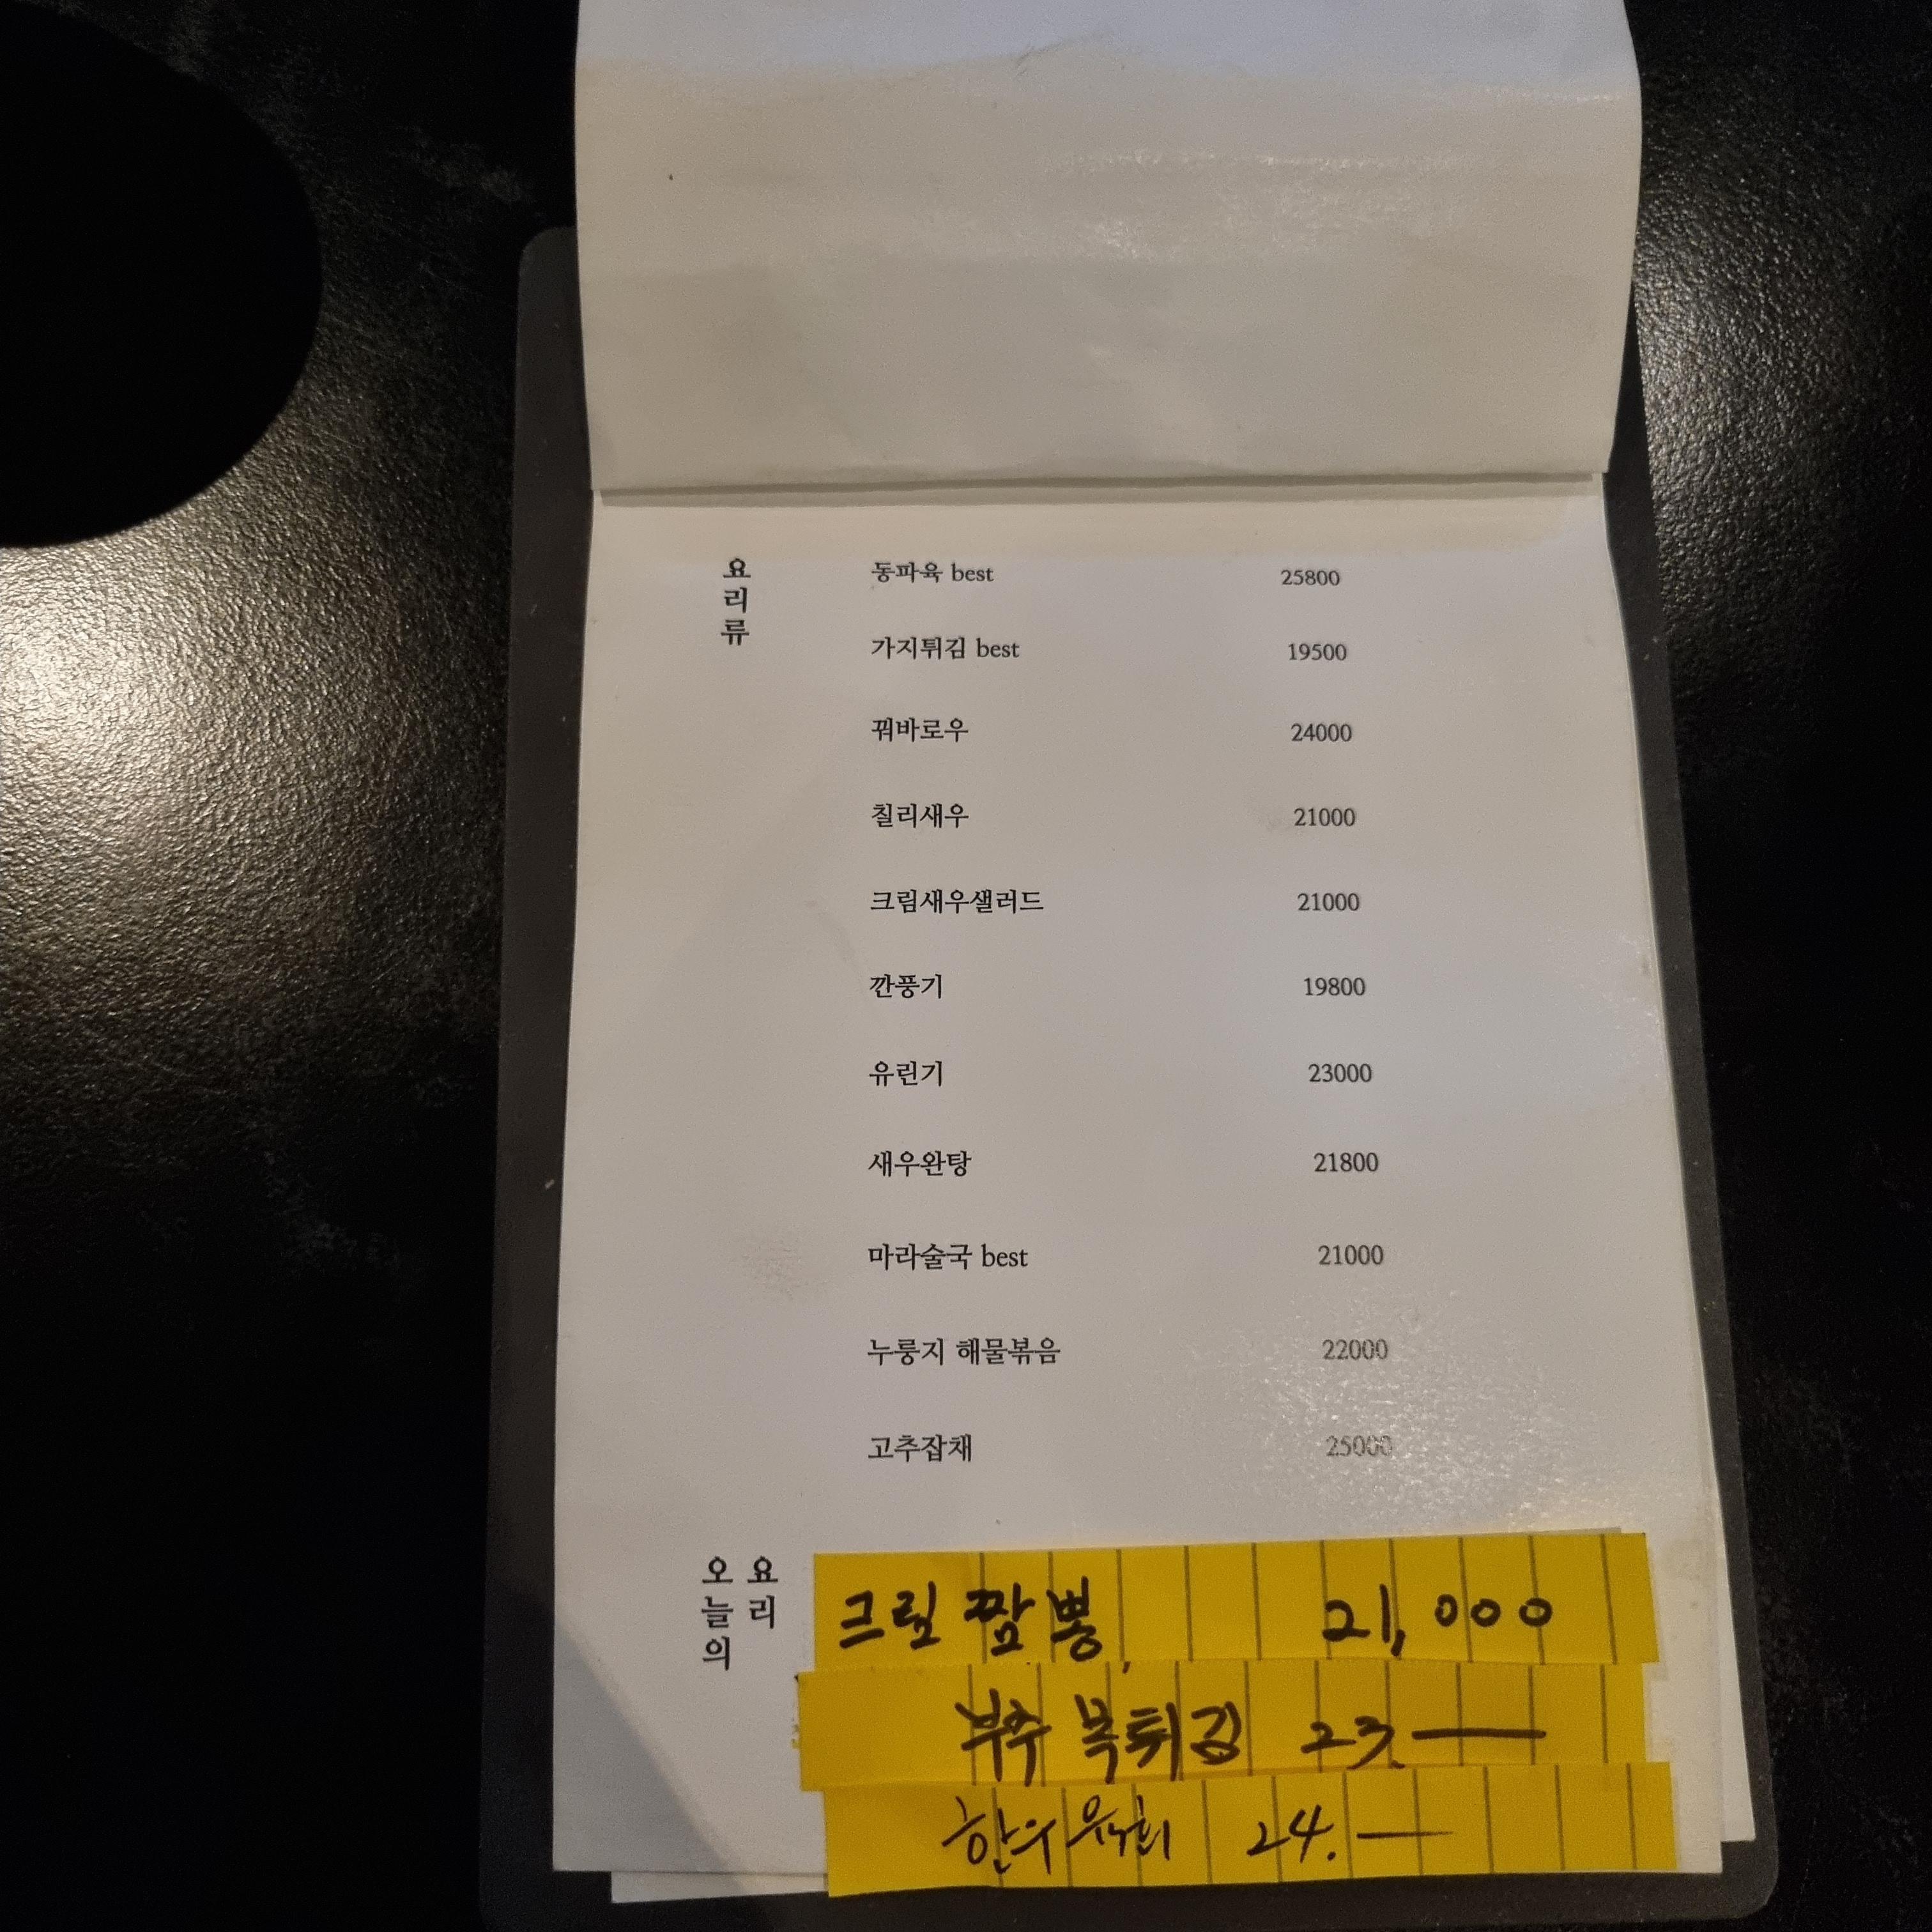 요리류
동파육 best 25800
가지튀김 best 19500
꿔바로우 24000
칠리새우 21000
크림새우샐러드 21000
깐풍기 19800
유린기 23000
새우완탕 21800
마라술국 best 21000
누룽지 해물볶음 22000
고추잡채 25000
오늘의 요리
크림 짬뽕 21,000
부추 복튀김 23.—
한우육회 24.—